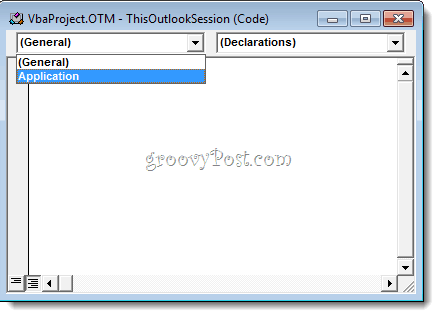 VbaProject.OTM - ThisOutlookSession (Code)
(General) (Declarations)
(General)
Application
groovyPost.com